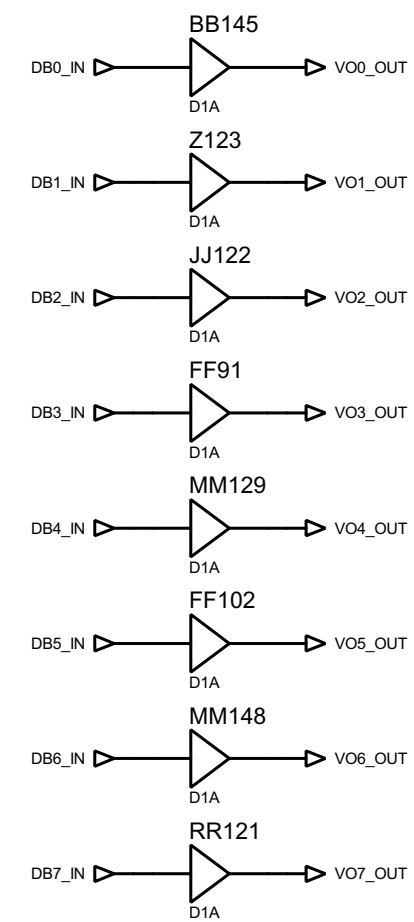 BB145
DB0_IN VO0_OUT
D1A
Z123
DB1_IN VO1_OUT
D1A
JJ122
DB2_IN VO2_OUT
D1A
FF91
DB3_IN VO3_OUT
D1A
MM129
DB4_IN VO4_OUT
D1A
FF102
DB5_IN VO5_OUT
D1A
MM148
DB6_IN VO6_OUT
D1A
RR121
DB7_IN VO7_OUT
D1A